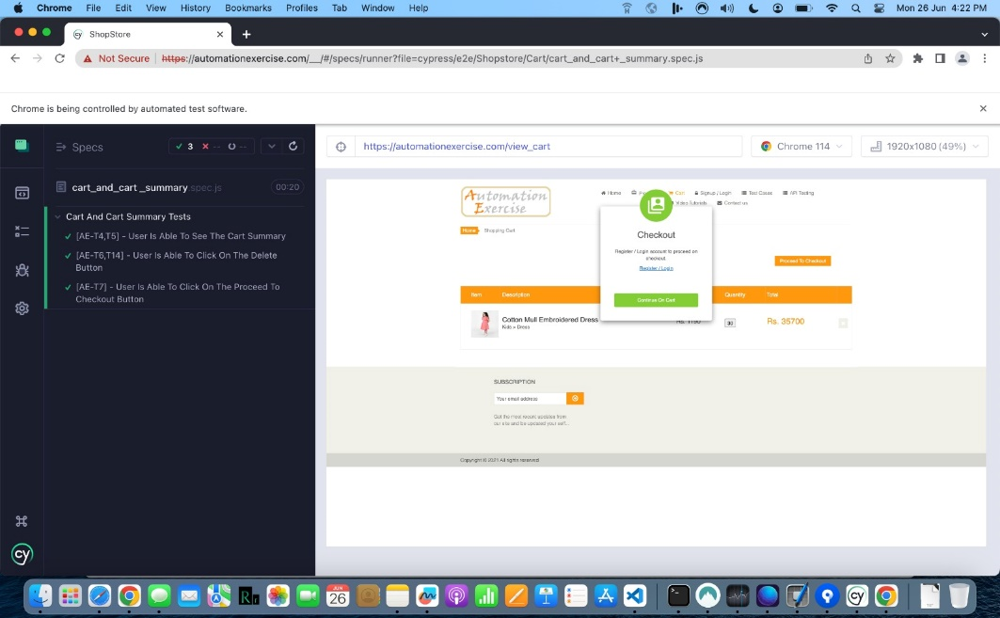 Chrome File Edit View History Bookmarks Profiles Tab Window Help Mon 26 Jun 4:22 PM
ShopStore
Not Secure https://automationexercise.com/__/#/specs/runner?file=cypress/e2e/Shopstore/Cart/cart_and_cart+_summary.spec.js
Chrome is being controlled by automated test software.
Specs 3 -- --
https://automationexercise.com/view_cart Chrome 114 1920x1080 (49%)
cart_and_cart _summary.spec.js 00:20
Cart And Cart Summary Tests
[AE-T4,T5] - User Is Able To See The Cart Summary
[AE-T6,T14] - User Is Able To Click On The Delete
Button
[AE-T7] - User Is Able To Click On The Proceed To
Checkout Button
Automation
Exercise
Home Cart Signup / Login Test Cases API Testing
Video Tutorials Contact us
Home Shopping Cart
Checkout
Register / Login account to proceed on
checkout.
Register / Login
Continue On Cart
Proceed To Checkout
Item Description Quantity Total
Cotton Mull Embroidered Dress Rs. 1190 30 Rs. 35700
Kids > Dress
SUBSCRIPTION
Your email address
Get the most recent updates from
our site and be updated your self...
Copyright © 2021 All rights reserved
cy
JUN
26
cy